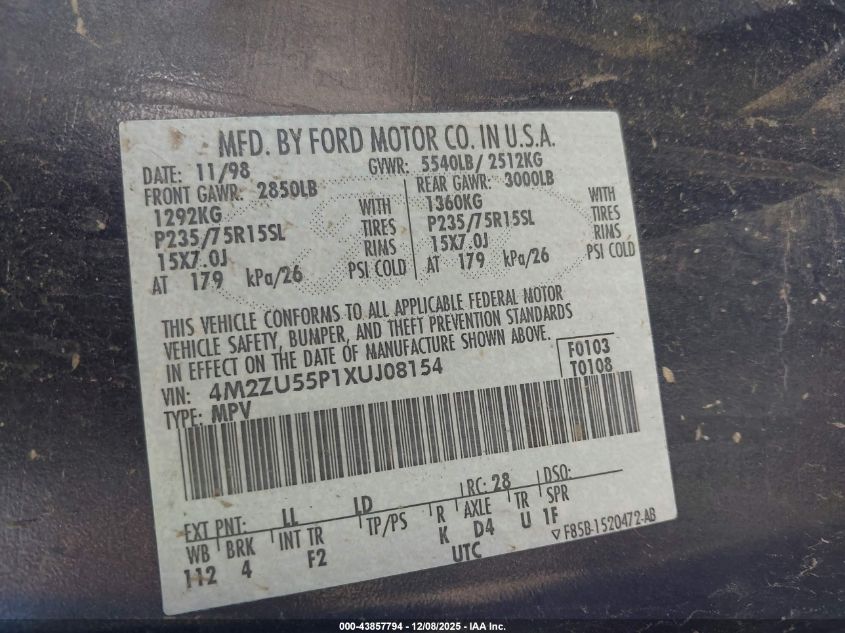 MFD. BY FORD MOTOR CO. IN U.S.A.
DATE: 11/98 GVWR: 5540LB/ 2512KG
FRONT GAWR: 2850LB REAR GAWR: 3000LB
1292KG WITH 1360KG WITH
P235/75R15SL TIRES P235/75R15SL TIRES
15X7.0J RIMS 15X7.0J RIMS
AT 179 kPa/26 PSI COLD AT 179 kPa/26 PSI COLD
THIS VEHICLE CONFORMS TO ALL APPLICABLE FEDERAL MOTOR
VEHICLE SAFETY, BUMPER, AND THEFT PREVENTION STANDARDS
IN EFFECT ON THE DATE OF MANUFACTURE SHOWN ABOVE.
VIN: 4M2ZU55P1XUJ08154 F0103
TYPE: MPV T0108
EXT PNT: LL LD RC: 28 DSO:
WB BRK INT TR TP/PS R AXLE TR SPR
112 4 F2 K D4 U 1F
UTC ▽ F85B-1520472-AB
000-43857794 - 12/08/2025 - IAA Inc.